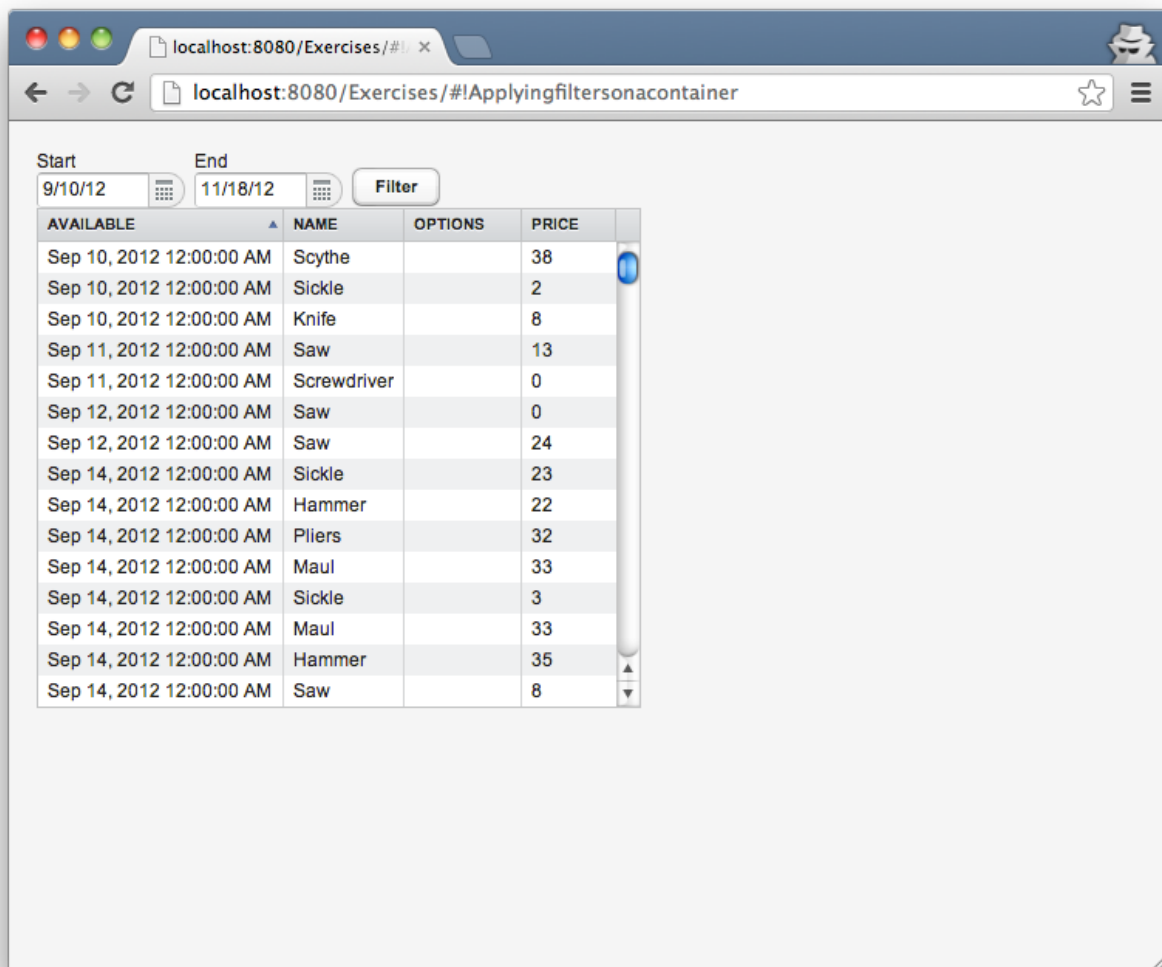 localhost:8080/Exercises/#!
localhost:8080/Exercises/#!Applyingfiltersonacontainer
Start End
9/10/12 11/18/12 Filter
AVAILABLE NAME OPTIONS PRICE
Sep 10, 2012 12:00:00 AM Scythe 38
Sep 10, 2012 12:00:00 AM Sickle 2
Sep 10, 2012 12:00:00 AM Knife 8
Sep 11, 2012 12:00:00 AM Saw 13
Sep 11, 2012 12:00:00 AM Screwdriver 0
Sep 12, 2012 12:00:00 AM Saw 0
Sep 12, 2012 12:00:00 AM Saw 24
Sep 14, 2012 12:00:00 AM Sickle 23
Sep 14, 2012 12:00:00 AM Hammer 22
Sep 14, 2012 12:00:00 AM Pliers 32
Sep 14, 2012 12:00:00 AM Maul 33
Sep 14, 2012 12:00:00 AM Sickle 3
Sep 14, 2012 12:00:00 AM Maul 33
Sep 14, 2012 12:00:00 AM Hammer 35
Sep 14, 2012 12:00:00 AM Saw 8